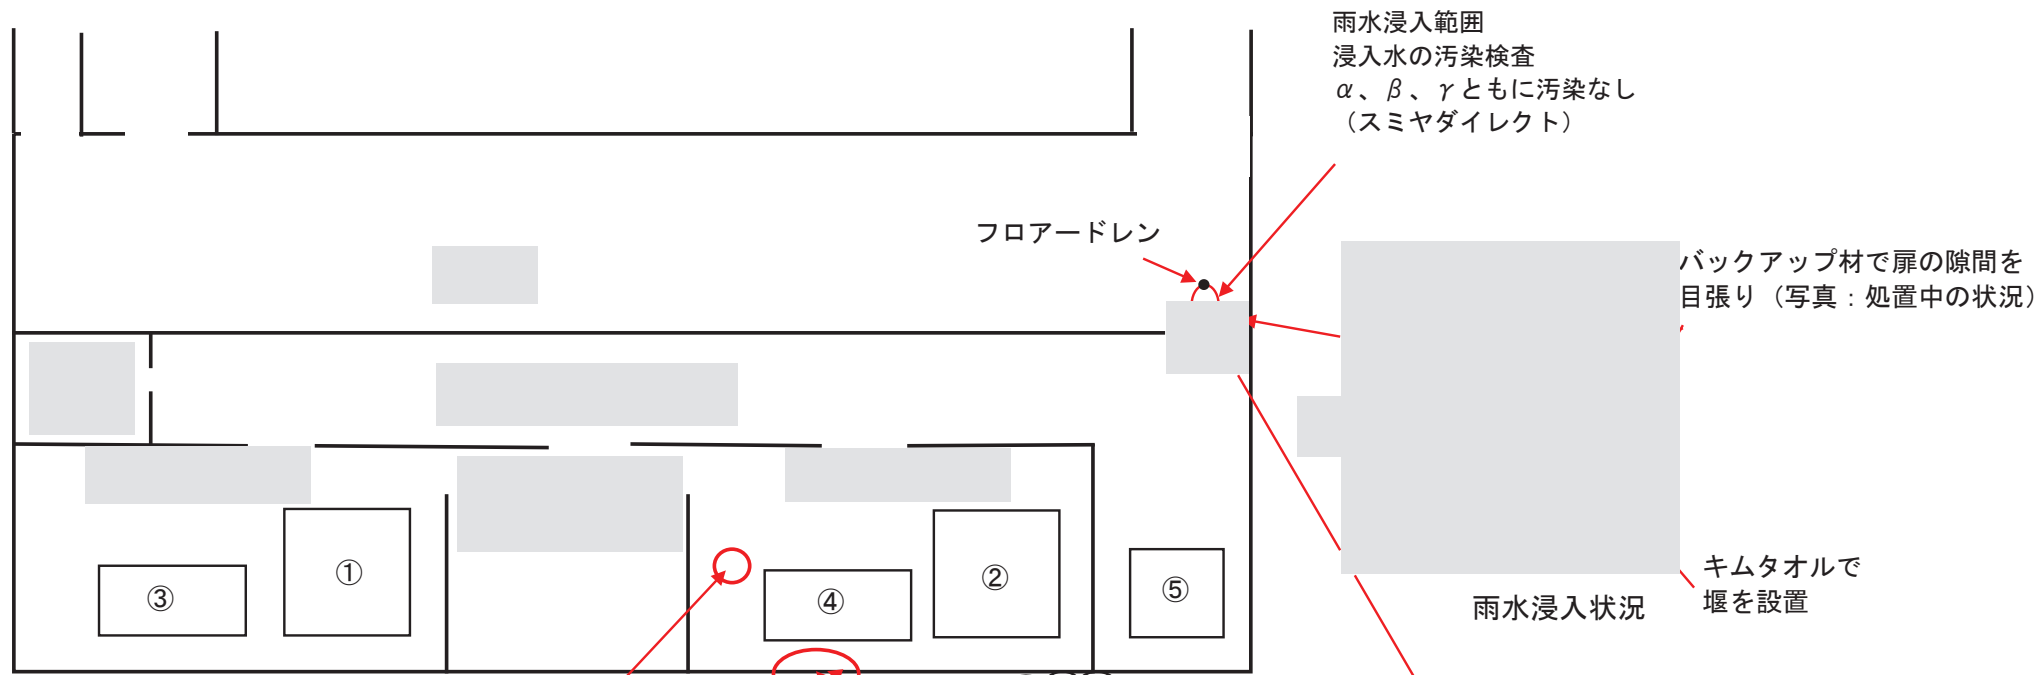 雨水浸入範囲
浸入水の汚染検査
α、β、γともに汚染なし
（スミヤダイレクト）
フロアードレン
バックアップ材で扉の隙間を
目張り（写真：処置中の状況）
①
②
③
④
⑤
キムタオルで
堰を設置
雨水浸入状況